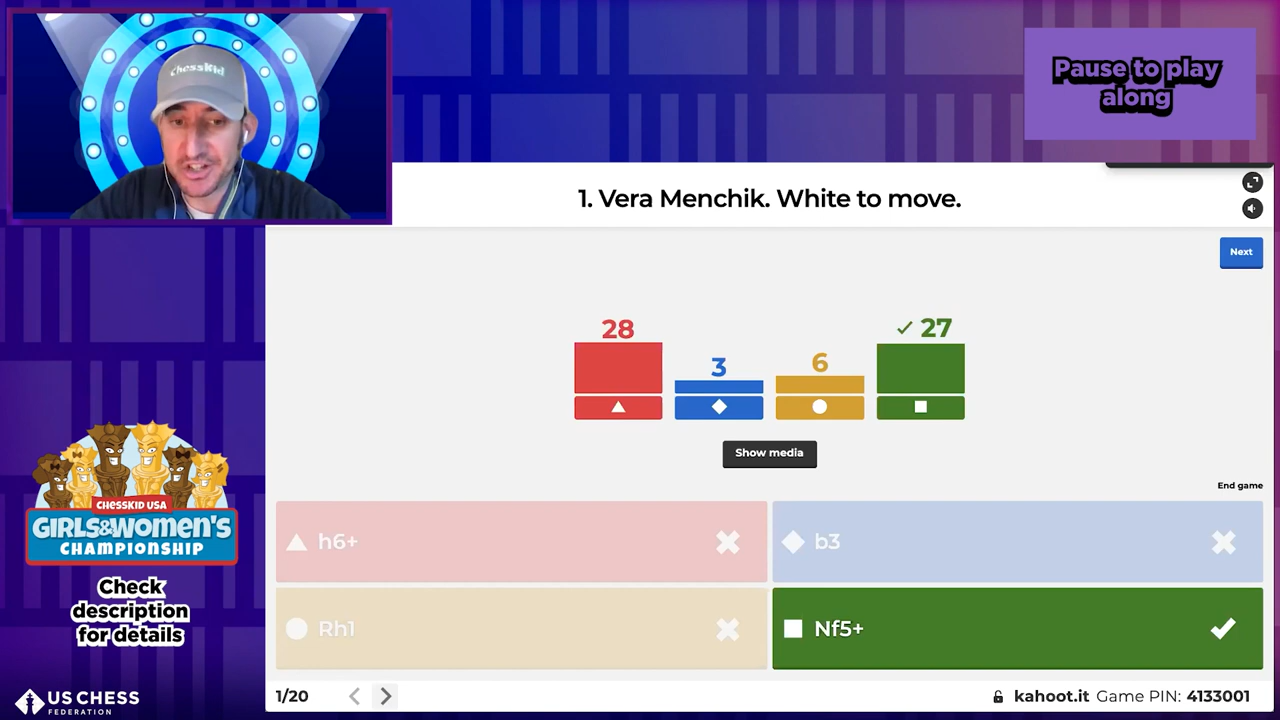 ChessKid
Pause to play
along
1. Vera Menchik. White to move.
Next
28
3
6
27
Show media
End game
h6+
b3
Rh1
Nf5+
CHESSKID USA
GIRLS & WOMEN'S
CHAMPIONSHIP
Check
description
for details
US CHESS
FEDERATION
1/20
kahoot.it Game PIN: 4133001